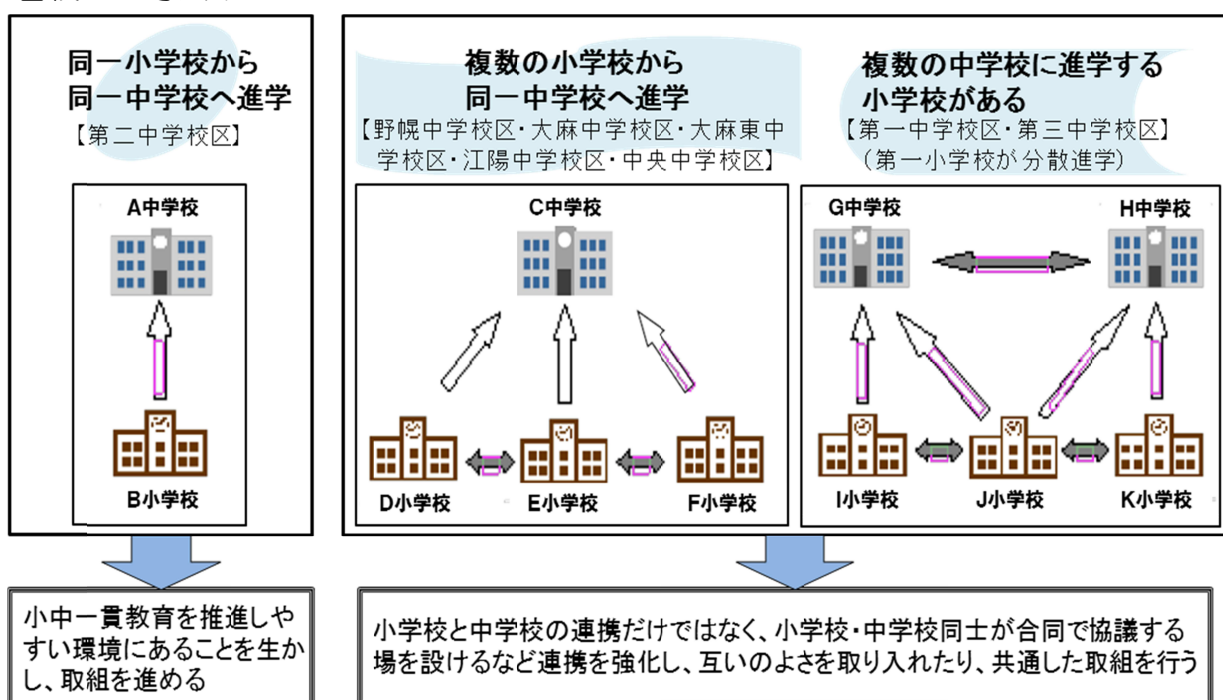 同一小学校から
同一中学校へ進学
【第二中学校区】
A中学校
B小学校
小中一貫教育を推進しや
すい環境にあることを生か
し、取組を進める
複数の小学校から
同一中学校へ進学
【野幌中学校区・大麻中学校区・大麻東中
学校区・江陽中学校区・中央中学校区】
C中学校
D小学校
E小学校
F小学校
複数の中学校に進学する
小学校がある
【第一中学校区・第三中学校区】
（第一小学校が分散進学）
G中学校
H中学校
I小学校
J小学校
K小学校
小学校と中学校の連携だけではなく、小学校・中学校同士が合同で協議する
場を設けるなど連携を強化し、互いのよさを取り入れたり、共通した取組を行う